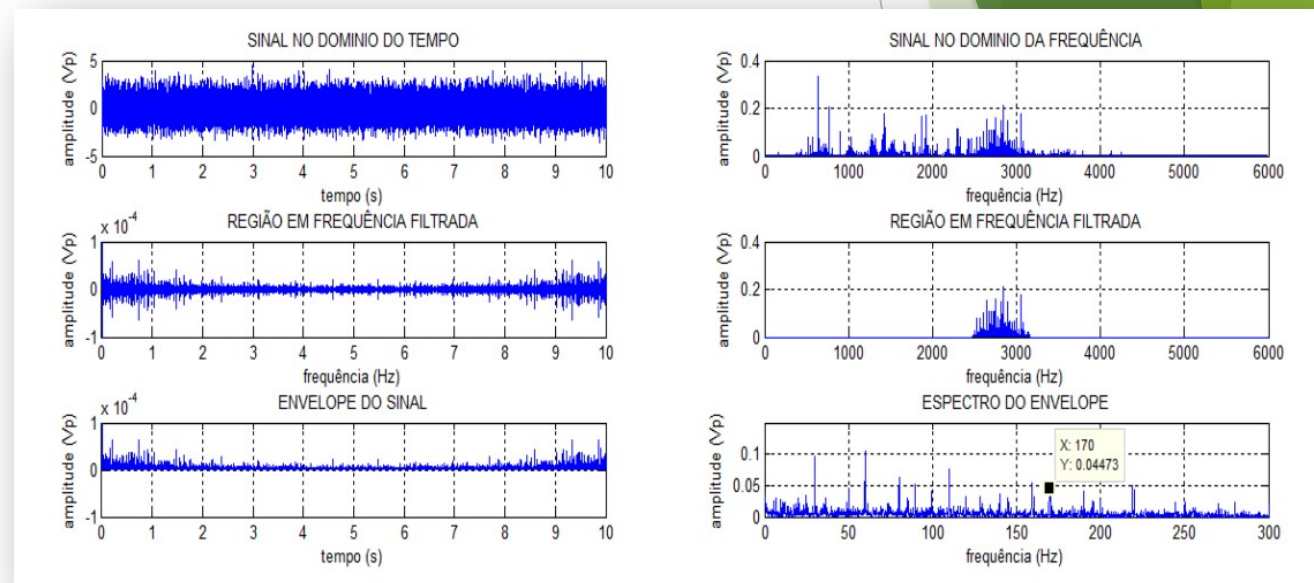 SINAL NO DOMINIO DO TEMPO
amplitude (Vp)
5
0
-5
0 1 2 3 4 5 6 7 8 9 10
tempo (s)
REGIÃO EM FREQUÊNCIA FILTRADA
x 10-4
amplitude (Vp)
1
0
-1
0 1 2 3 4 5 6 7 8 9 10
frequência (Hz)
ENVELOPE DO SINAL
x 10-4
amplitude (Vp)
1
0
-1
0 1 2 3 4 5 6 7 8 9 10
tempo (s)
SINAL NO DOMINIO DA FREQUÊNCIA
amplitude (Vp)
0.4
0.2
0
0 1000 2000 3000 4000 5000 6000
frequência (Hz)
REGIÃO EM FREQUÊNCIA FILTRADA
amplitude (Vp)
0.4
0.2
0
0 1000 2000 3000 4000 5000 6000
frequência (Hz)
ESPECTRO DO ENVELOPE
amplitude (Vp)
0.1
0.05
0
X: 170
Y: 0.04473
0 50 100 150 200 250 300
frequência (Hz)